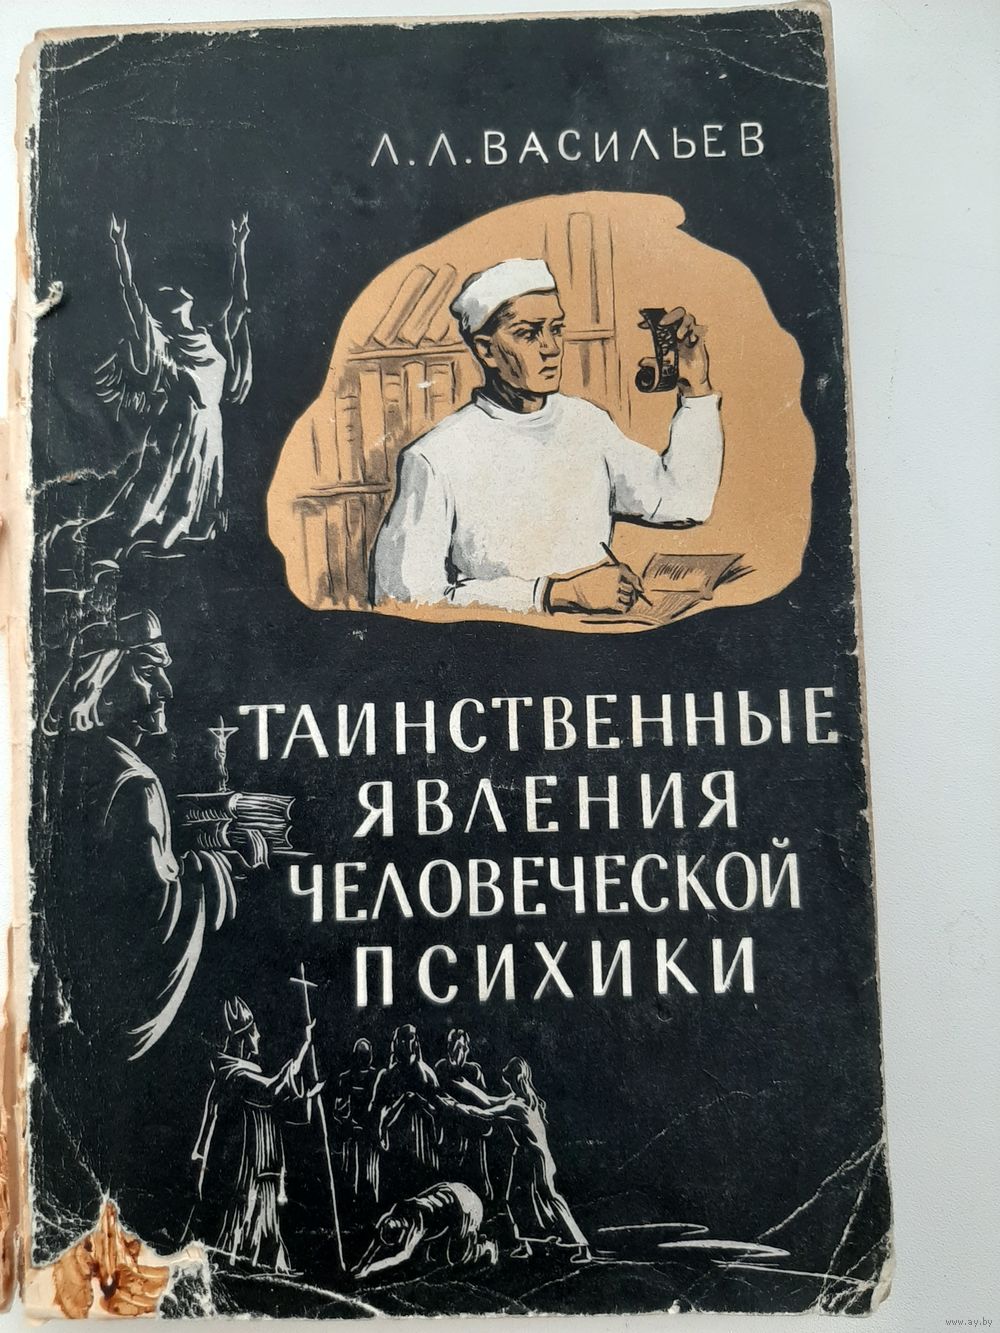 Л.Л.ВАСИЛЬЕВ
ТАИНСТВЕННЫЕ
ЯВЛЕНИЯ
ЧЕЛОВЕЧЕСКОЙ
ПСИХИКИ
www.ay.by